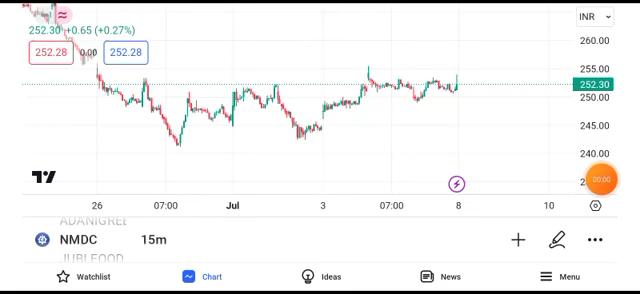 INR
252.30 +0.65 (+0.27%)
260.00
252.28 0.00 252.28
255.00
252.30
250.00
245.00
240.00
00:00
26 07:00 Jul 3 07:00 8 10
ADANIGREE
NMDC 15m
JUBLFOOD
Watchlist Chart Ideas News Menu